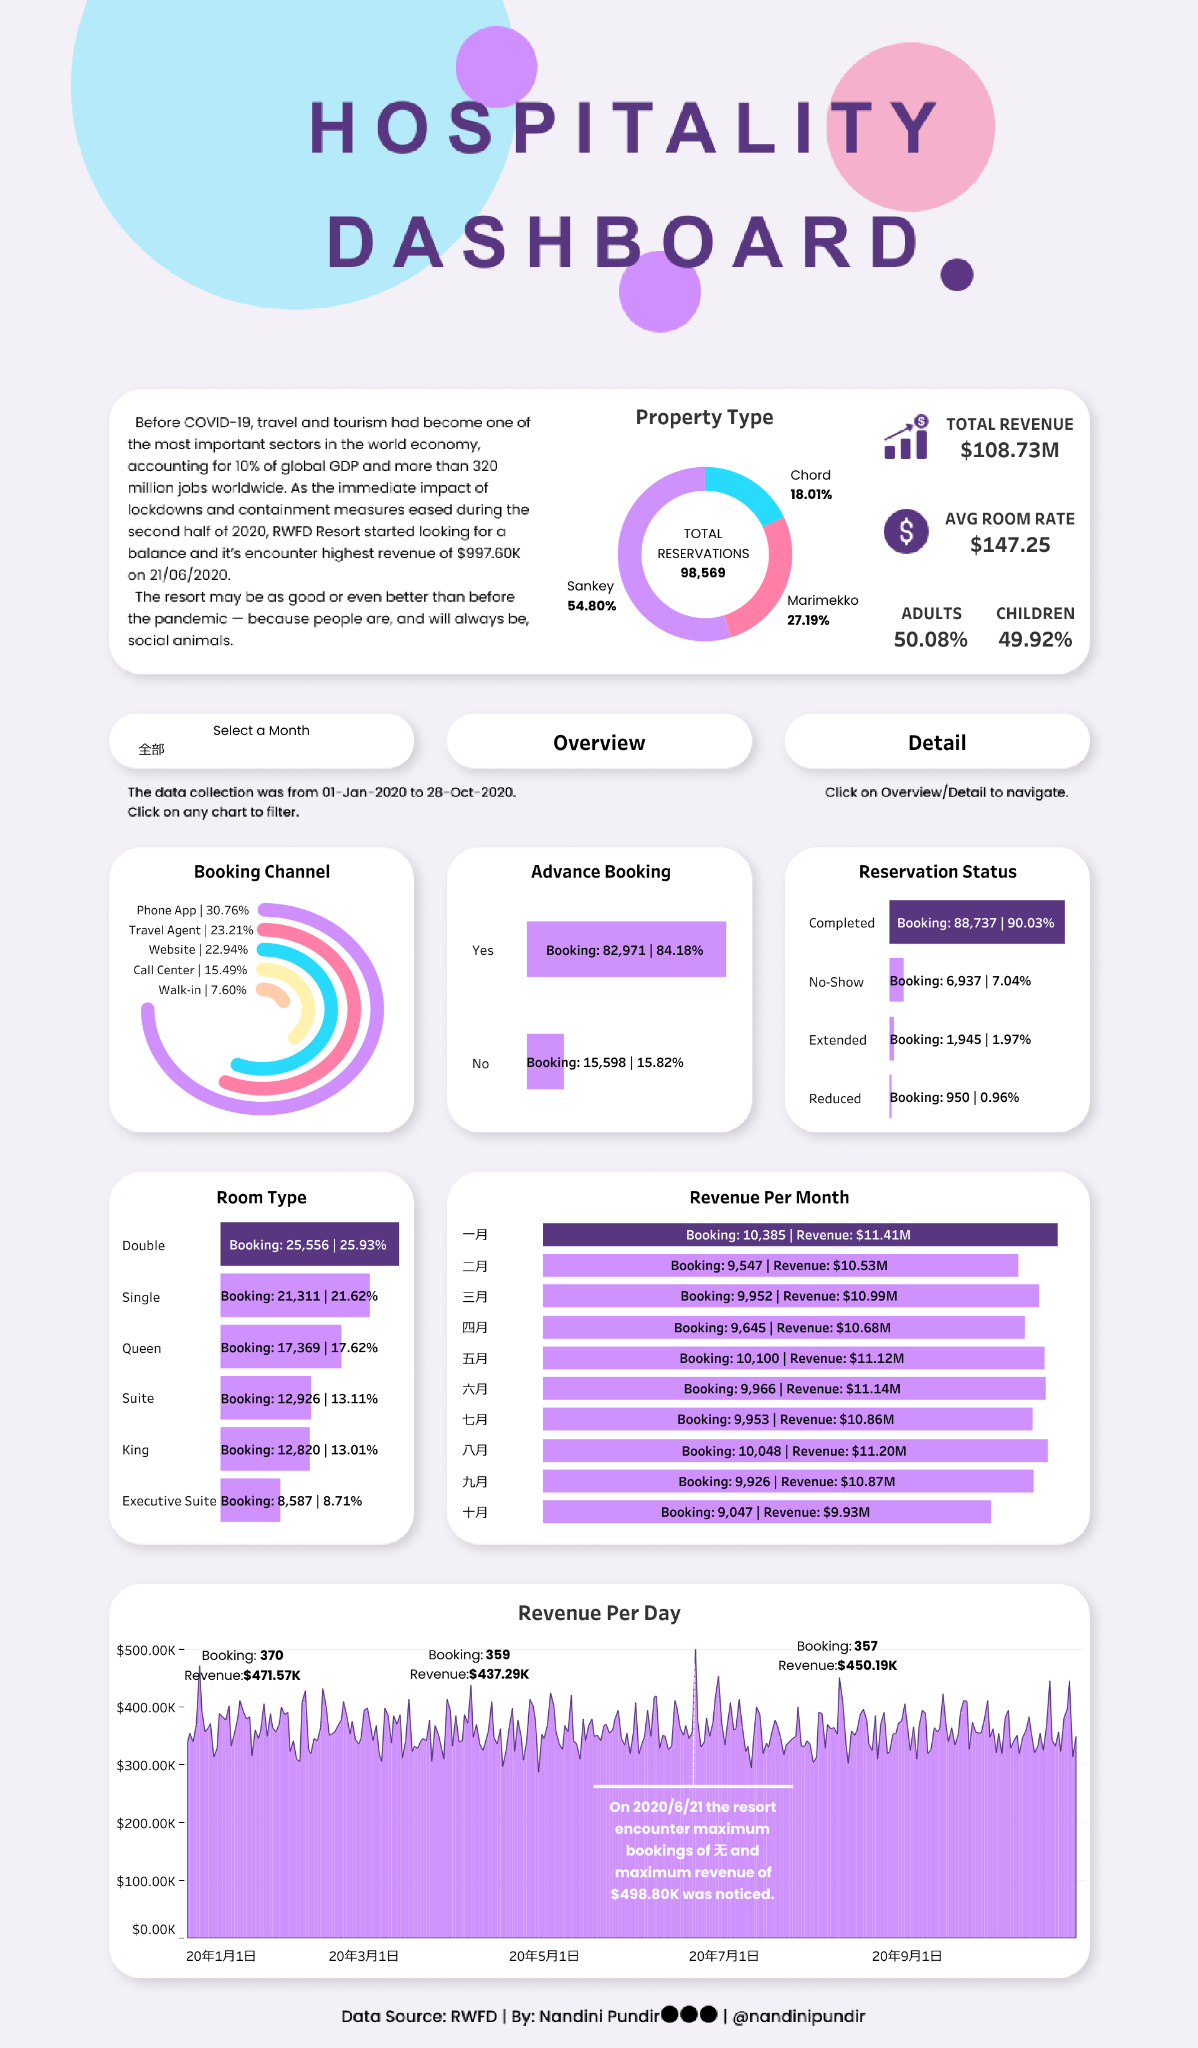 HOSPITALITY
DASHBOARD.
Before COVID-19, travel and tourism had become one of
the most important sectors in the world economy,
accounting for 10% of global GDP and more than 320
million jobs worldwide. As the immediate impact of
lockdowns and containment measures eased during the
second half of 2020, RWFD Resort started looking for a
balance and it's encounter highest revenue of $997.60K
on 21/06/2020.
The resort may be as good or even better than before
the pandemic — because people are, and will always be,
social animals.
Property Type
Chord
18.01%
TOTAL
RESERVATIONS
98,569
Sankey
54.80%
Marimekko
27.19%
TOTAL REVENUE
$108.73M
AVG ROOM RATE
$147.25
ADULTS
50.08%
CHILDREN
49.92%
Select a Month
全部
Overview
Detail
The data collection was from 01-Jan-2020 to 28-Oct-2020.
Click on any chart to filter.
Click on Overview/Detail to navigate.
Booking Channel
Phone App | 30.76%
Travel Agent | 23.21%
Website | 22.94%
Call Center | 15.49%
Walk-in | 7.60%
Advance Booking
Yes Booking: 82,971 | 84.18%
No Booking: 15,598 | 15.82%
Reservation Status
Completed Booking: 88,737 | 90.03%
No-Show Booking: 6,937 | 7.04%
Extended Booking: 1,945 | 1.97%
Reduced Booking: 950 | 0.96%
Room Type
Double Booking: 25,556 | 25.93%
Single Booking: 21,311 | 21.62%
Queen Booking: 17,369 | 17.62%
Suite Booking: 12,926 | 13.11%
King Booking: 12,820 | 13.01%
Executive Suite Booking: 8,587 | 8.71%
Revenue Per Month
一月 Booking: 10,385 | Revenue: $11.41M
二月 Booking: 9,547 | Revenue: $10.53M
三月 Booking: 9,952 | Revenue: $10.99M
四月 Booking: 9,645 | Revenue: $10.68M
五月 Booking: 10,100 | Revenue: $11.12M
六月 Booking: 9,966 | Revenue: $11.14M
七月 Booking: 9,953 | Revenue: $10.86M
八月 Booking: 10,048 | Revenue: $11.20M
九月 Booking: 9,926 | Revenue: $10.87M
十月 Booking: 9,047 | Revenue: $9.93M
Revenue Per Day
$500.00K
$400.00K
$300.00K
$200.00K
$100.00K
$0.00K
Booking: 370
Revenue:$471.57K
Booking: 359
Revenue:$437.29K
Booking: 357
Revenue:$450.19K
On 2020/6/21 the resort
encounter maximum
bookings of 无 and
maximum revenue of
$498.80K was noticed.
20年1月1日 20年3月1日 20年5月1日 20年7月1日 20年9月1日
Data Source: RWFD | By: Nandini Pundir●●● | @nandinipundir